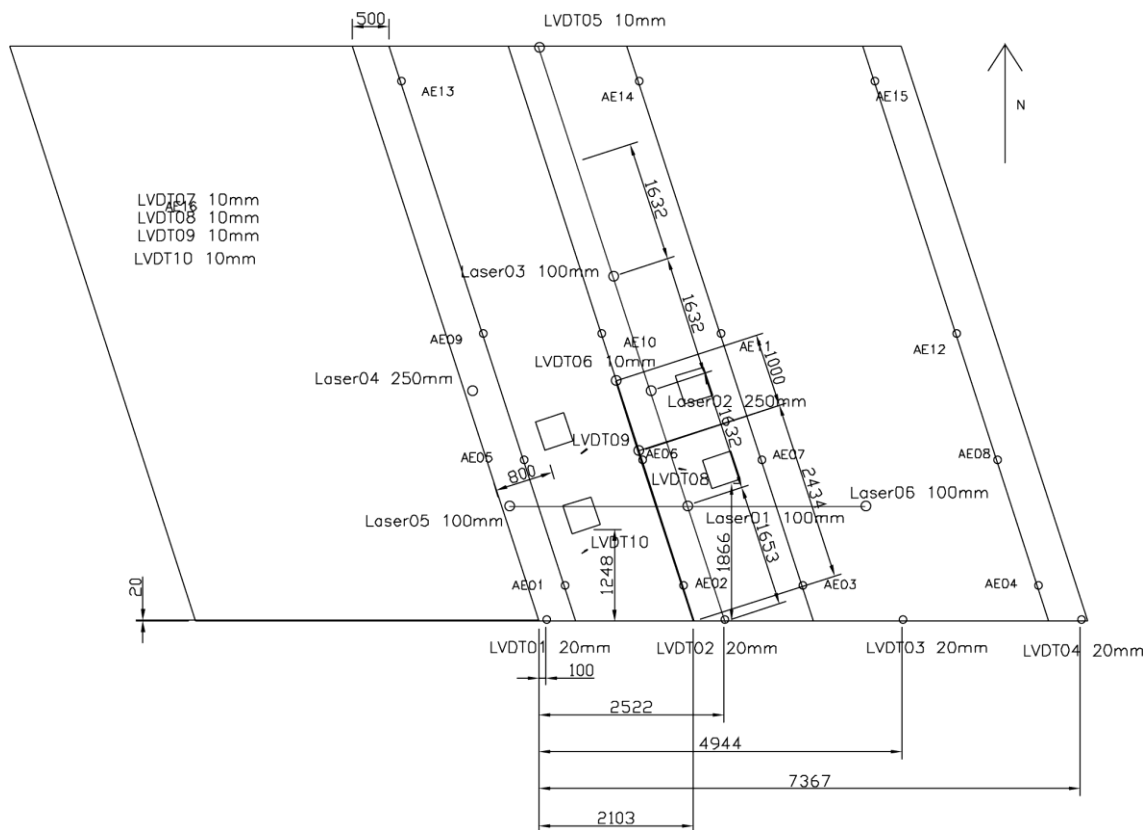 LVDT05 10mm
500
AE13
AE14
AE15
N
1632
LVDT07 10mm
AE16
LVDT08 10mm
LVDT09 10mm
LVDT10 10mm
Laser03 100mm
1632
AE09
AE10
AE11
AE12
1000
LVDT06 10mm
Laser04 250mm
Laser02 250mm
1632
LVDT09
AE05
AE06
AE07
AE08
800
LVDT08
2434
Laser06 100mm
Laser05 100mm
Laser01 100mm
LVDT10
1866
1653
1248
20
AE01
AE02
AE03
AE04
LVDT01 20mm
LVDT02 20mm
LVDT03 20mm
LVDT04 20mm
100
2522
4944
7367
2103